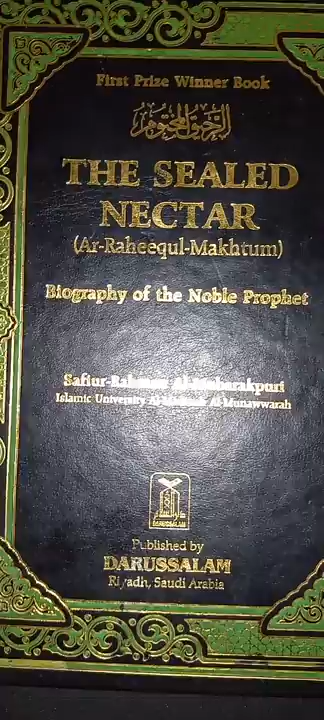 First Prize Winner Book
الرحيق المختوم
THE SEALED
NECTAR
(Ar-Raheequl-Makhtum)
Biography of the Noble Prophet
Safiur-Rahman Al-Mubarakpuri
Islamic University Al-Madinah Al-Munawwarah
DARUSSALAM
Published by
DARUSSALAM
Riyadh, Saudi Arabia